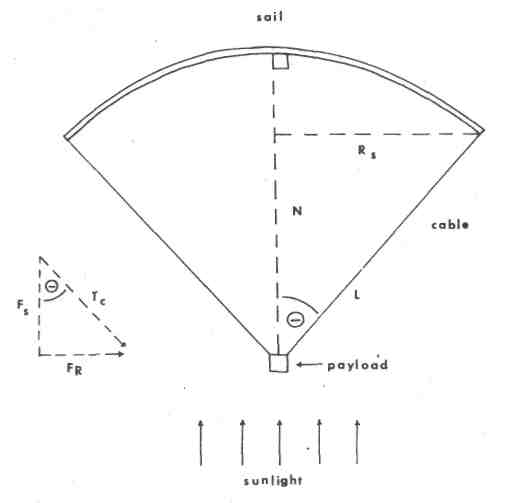 sail
R s
N
cable
Θ
F s
T c
L
Θ
F R
payload
sunlight